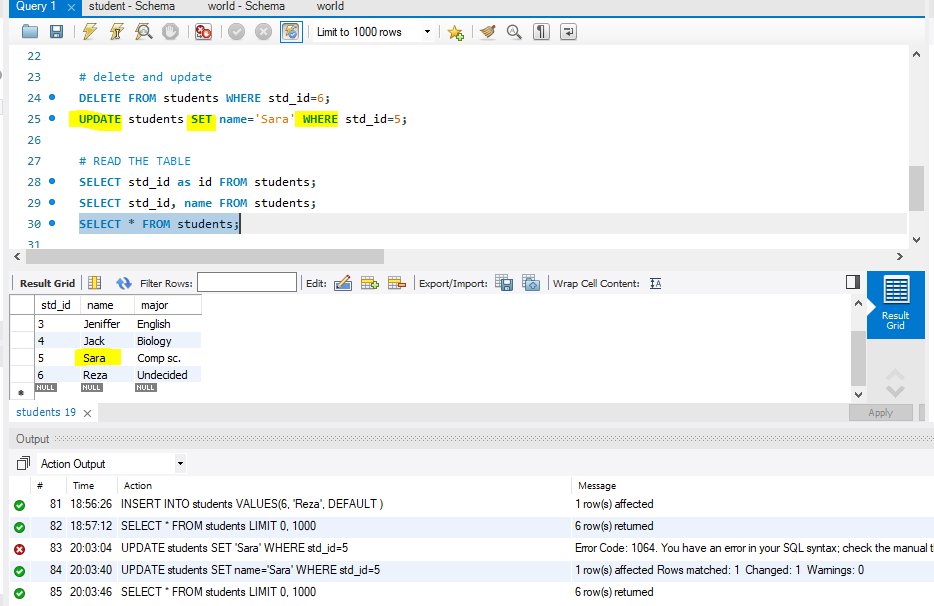 Query 1 student - Schema world - Schema world
Limit to 1000 rows
22
23 # delete and update
24 DELETE FROM students WHERE std_id=6;
25 UPDATE students SET name='Sara' WHERE std_id=5;
26
27 # READ THE TABLE
28 SELECT std_id as id FROM students;
29 SELECT std_id, name FROM students;
30 SELECT * FROM students;
31
Result Grid Filter Rows: Edit: Export/Import: Wrap Cell Content:
std_id name major
3 Jeniffer English
4 Jack Biology
5 Sara Comp sc.
6 Reza Undecided
NULL NULL NULL
Result
Grid
students 19 Apply
Output
Action Output
# Time Action Message
81 18:56:26 INSERT INTO students VALUES(6, 'Reza', DEFAULT ) 1 row(s) affected
82 18:57:12 SELECT * FROM students LIMIT 0, 1000 6 row(s) returned
83 20:03:04 UPDATE students SET 'Sara' WHERE std_id=5 Error Code: 1064. You have an error in your SQL syntax; check the manual t
84 20:03:40 UPDATE students SET name='Sara' WHERE std_id=5 1 row(s) affected Rows matched: 1 Changed: 1 Warnings: 0
85 20:03:46 SELECT * FROM students LIMIT 0, 1000 6 row(s) returned